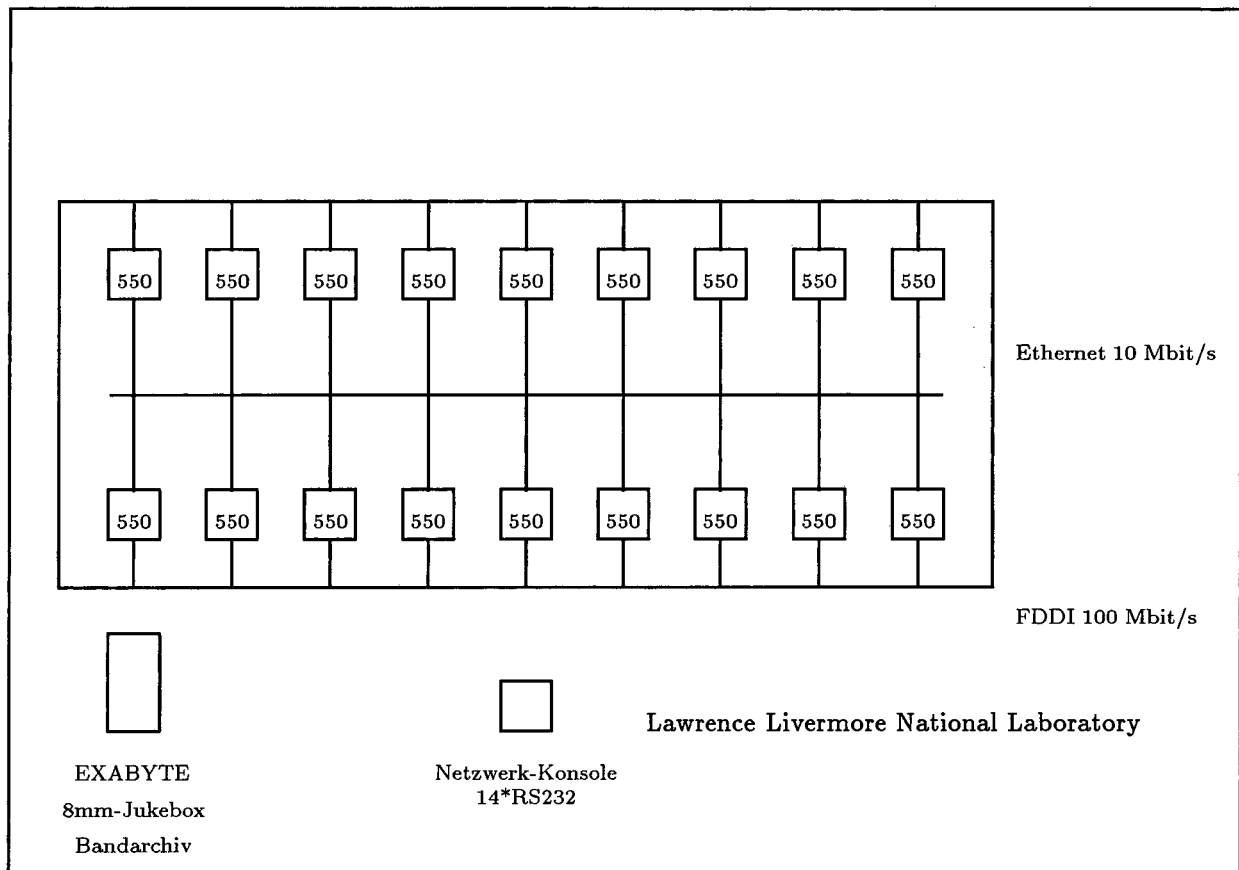 550 550 550 550 550 550 550 550 550
Ethernet 10 Mbit/s
550 550 550 550 550 550 550 550 550
FDDI 100 Mbit/s
Lawrence Livermore National Laboratory
EXABYTE
8mm-Jukebox
Bandarchiv
Netzwerk-Konsole
14*RS232